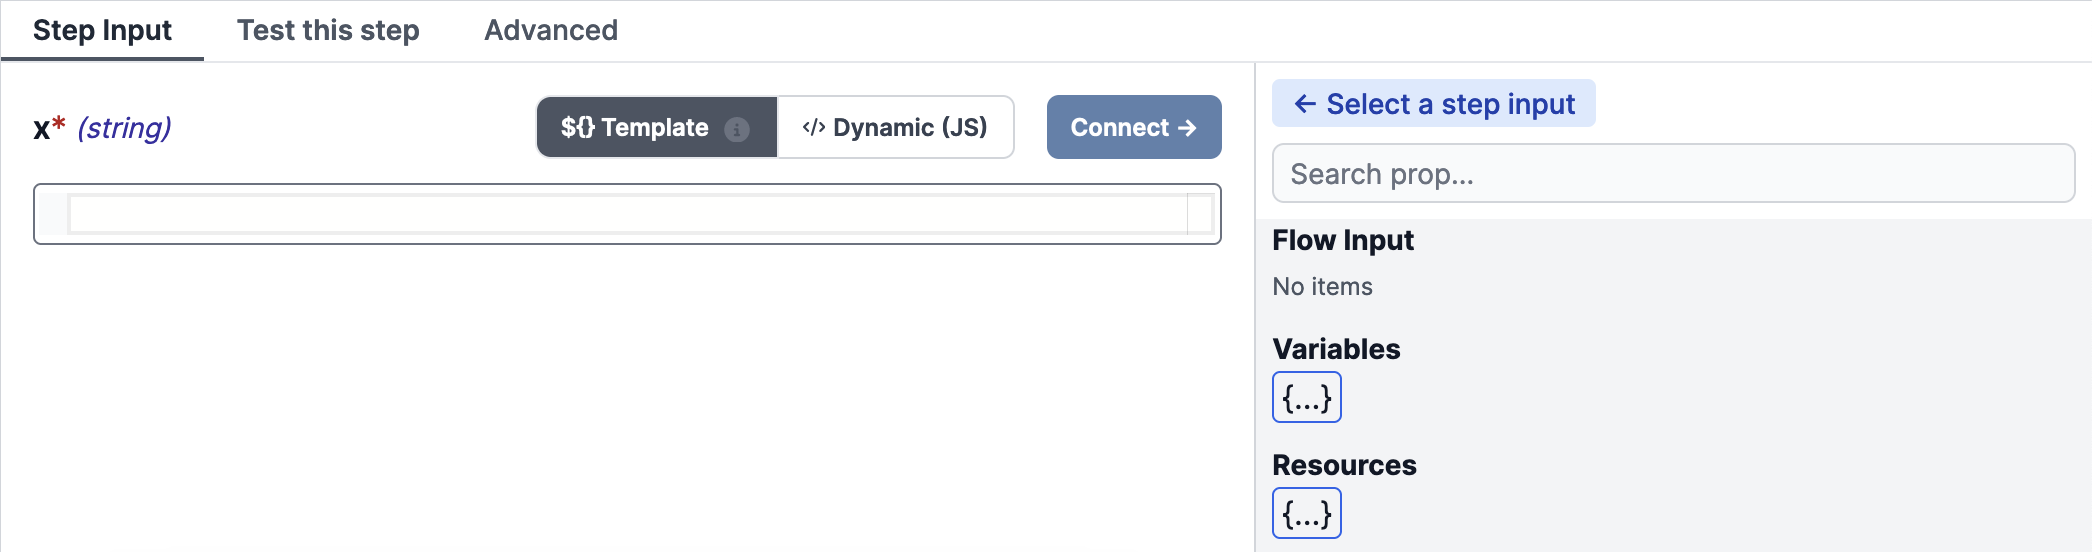 Step Input Test this step Advanced
x* (string) ${} Template i </> Dynamic (JS) Connect →
← Select a step input
Search prop...
Flow Input
No items
Variables
{...}
Resources
{...}